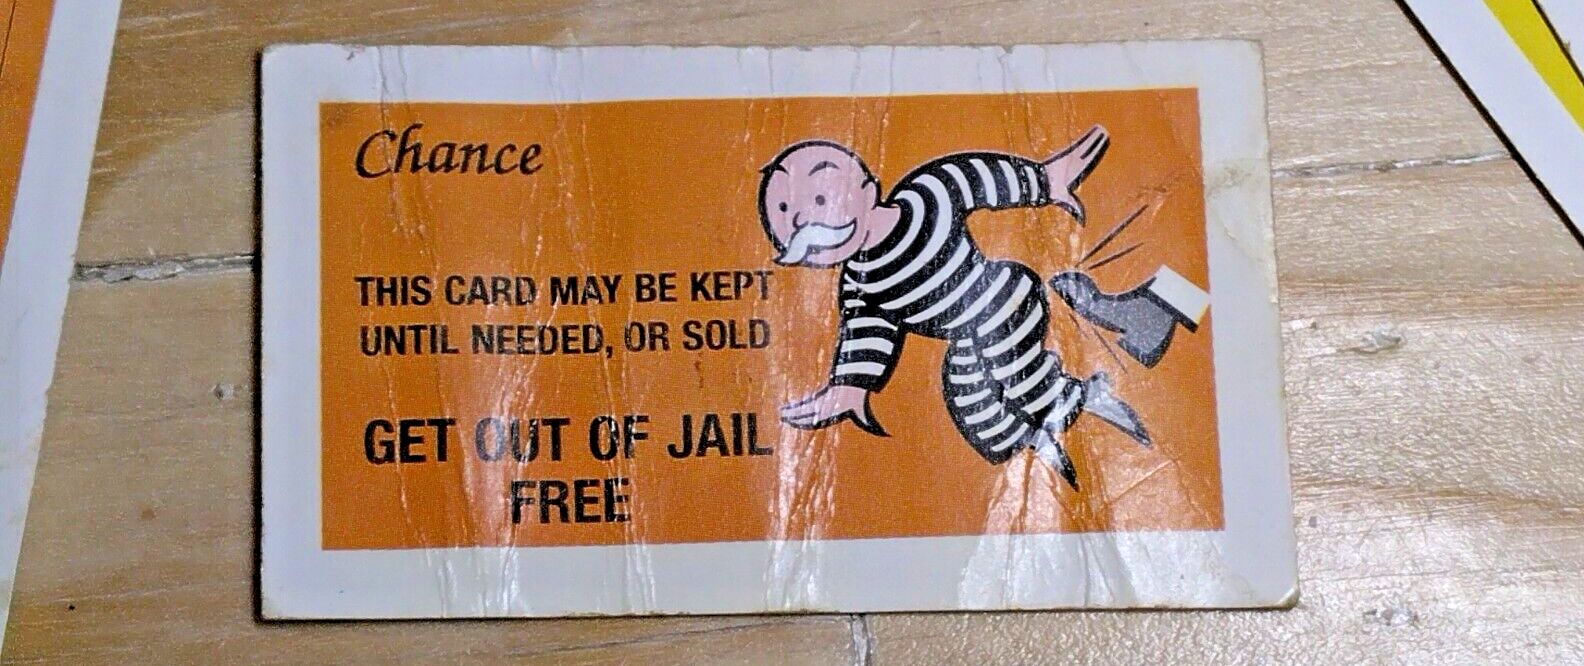 Chance
THIS CARD MAY BE KEPT
UNTIL NEEDED, OR SOLD
GET OUT OF JAIL
FREE